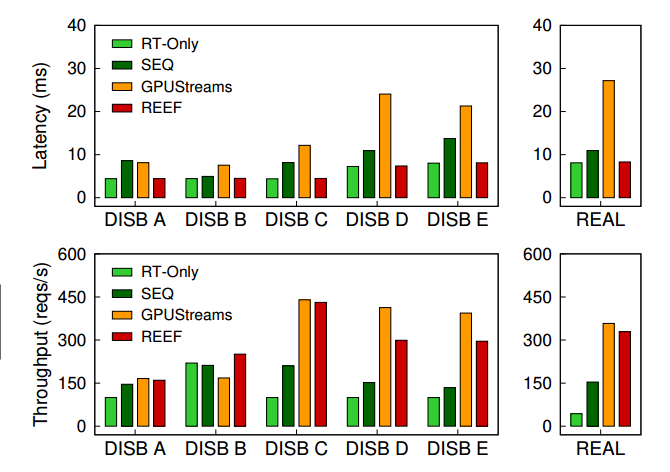 40 40
RT-Only
SEQ
GPUStreams
REEF
30 30
20 20
10 10
0 0
Latency (ms)
DISB A DISB B DISB C DISB D DISB E REAL
600 600
RT-Only
SEQ
GPUStreams
REEF
450 450
300 300
150 150
0 0
Throughput (reqs/s)
DISB A DISB B DISB C DISB D DISB E REAL